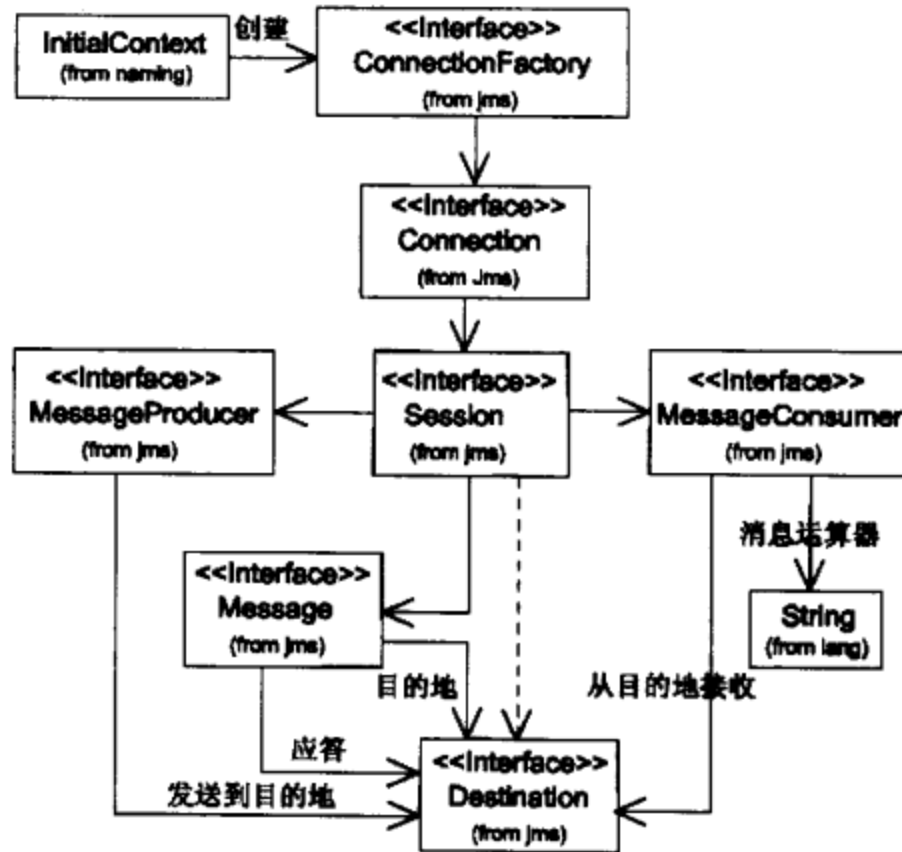 InitialContext
(from naming)
创建
<<Interface>>
ConnectionFactory
(from jms)
<<Interface>>
Connection
(from Jms)
<<Interface>>
MessageProducer
(from jms)
<<Interface>>
Session
(from jms)
<<Interface>>
MessageConsumer
(from jms)
消息运算器
String
(from lang)
<<Interface>>
Message
(from jms)
目的地
从目的地接收
应答
发送到目的地
<<Interface>>
Destination
(from jms)